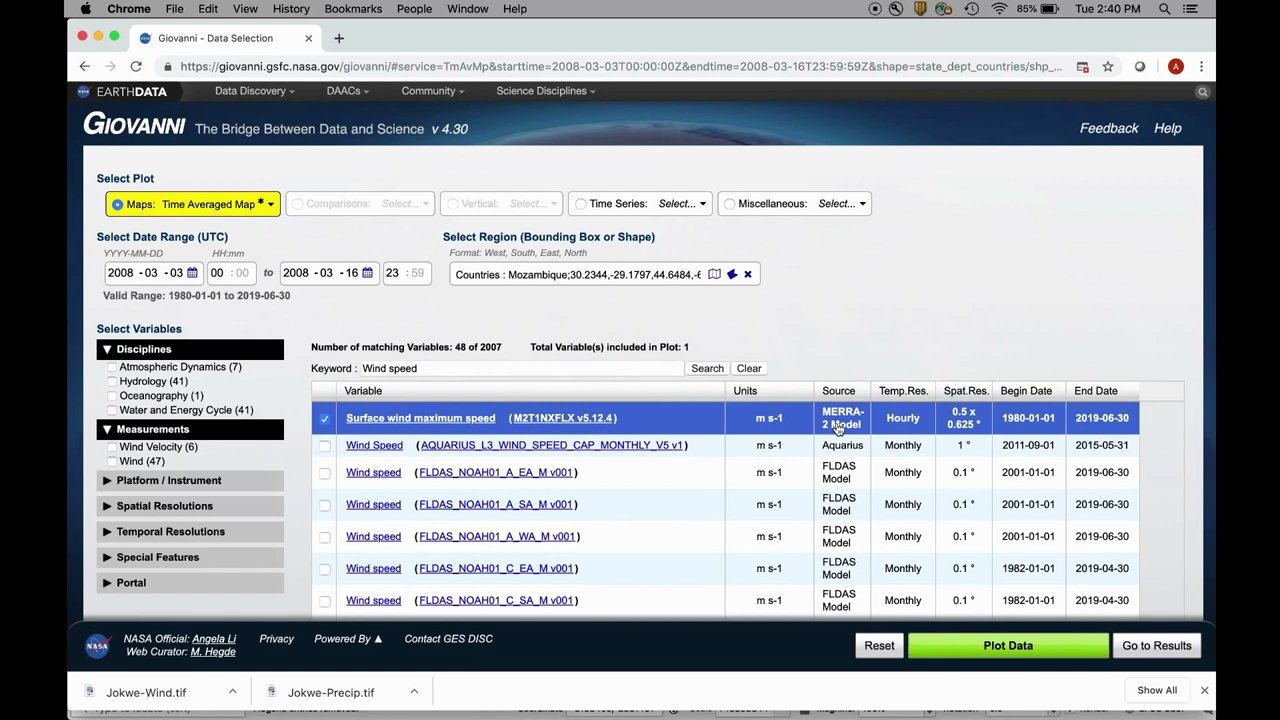 Chrome File Edit View History Bookmarks People Window Help 85% Tue 2:40 PM
Giovanni - Data Selection
https://giovanni.gsfc.nasa.gov/giovanni/#service=TmAvMp&starttime=2008-03-03T00:00:00Z&endtime=2008-03-16T23:59:59Z&shape=state_dept_countries/shp_... A
EARTHDATA Data Discovery DAACs Community Science Disciplines
GIOVANNI The Bridge Between Data and Science v 4.30 Feedback Help
Select Plot
Maps: Time Averaged Map * Comparisons: Select... Vertical: Select... Time Series: Select... Miscellaneous: Select...
Select Date Range (UTC) Select Region (Bounding Box or Shape)
YYYY-MM-DD HH:mm Format: West, South, East, North
2008 - 03 - 03 00 : 00 to 2008 - 03 - 16 23 : 59 Countries : Mozambique;30.2344,-29.1797,44.6484,-6
Valid Range: 1980-01-01 to 2019-06-30
Select Variables
Disciplines
Atmospheric Dynamics (7)
Hydrology (41)
Oceanography (1)
Water and Energy Cycle (41)
Measurements
Wind Velocity (6)
Wind (47)
Platform / Instrument
Spatial Resolutions
Temporal Resolutions
Special Features
Portal
Number of matching Variables: 48 of 2007 Total Variable(s) included in Plot: 1
Keyword : Wind speed Search Clear
Variable Units Source Temp.Res. Spat.Res. Begin Date End Date
Surface wind maximum speed (M2T1NXFLX v5.12.4) m s-1 MERRA-2 Model Hourly 0.5 x 0.625 ° 1980-01-01 2019-06-30
Wind Speed (AQUARIUS_L3_WIND_SPEED_CAP_MONTHLY_V5 v1) m s-1 Aquarius Monthly 1 ° 2011-09-01 2015-05-31
Wind speed (FLDAS_NOAH01_A_EA_M v001) m s-1 FLDAS Model Monthly 0.1 ° 2001-01-01 2019-06-30
Wind speed (FLDAS_NOAH01_A_SA_M v001) m s-1 FLDAS Model Monthly 0.1 ° 2001-01-01 2019-06-30
Wind speed (FLDAS_NOAH01_A_WA_M v001) m s-1 FLDAS Model Monthly 0.1 ° 2001-01-01 2019-06-30
Wind speed (FLDAS_NOAH01_C_EA_M v001) m s-1 FLDAS Model Monthly 0.1 ° 1982-01-01 2019-04-30
Wind speed (FLDAS_NOAH01_C_SA_M v001) m s-1 FLDAS Model Monthly 0.1 ° 1982-01-01 2019-04-30
NASA Official: Angela Li Privacy Powered By Contact GES DISC
Web Curator: M. Hegde
Reset Plot Data Go to Results
Jokwe-Wind.tif Jokwe-Precip.tif Show All